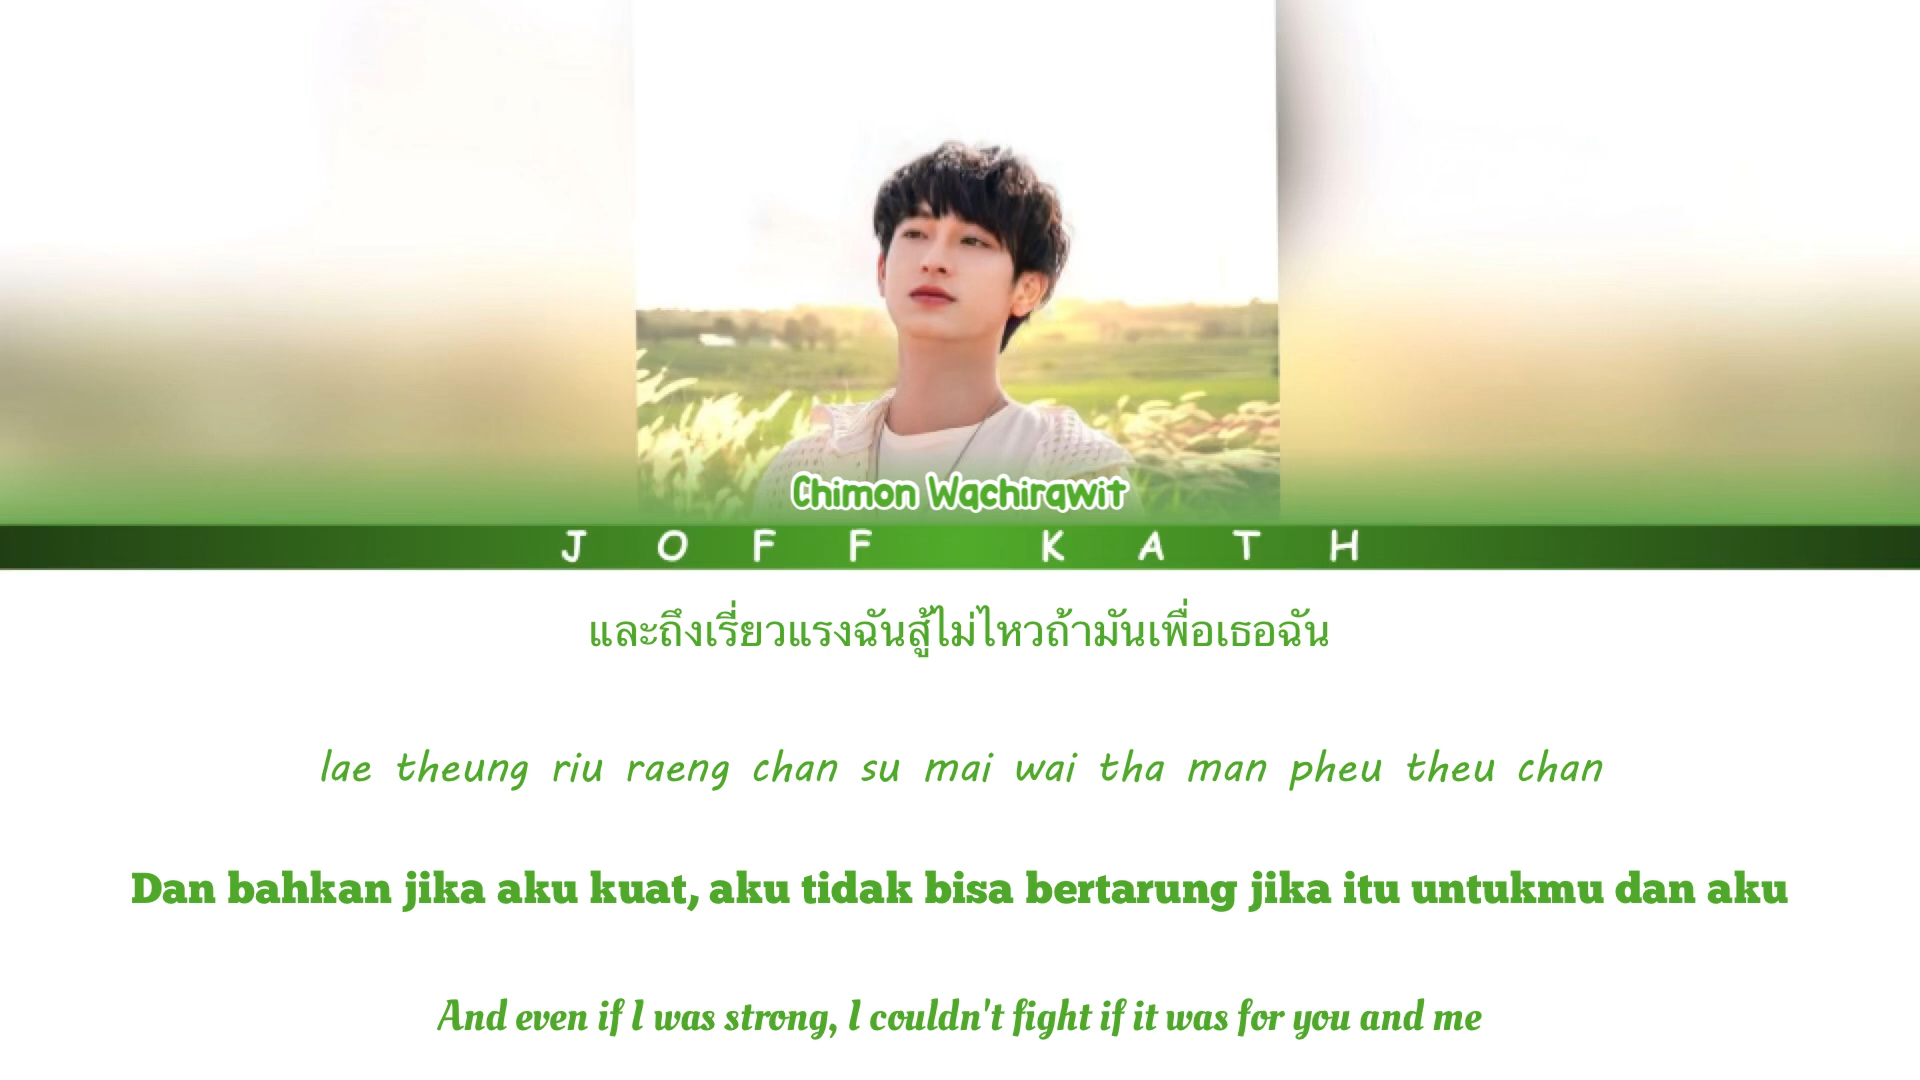 Chimon Wachirawit
JOFF KATH
และถึงเรี่ยวแรงฉันสู้ไม่ไหวถ้ามันเพื่อเธอฉัน
lae theung riu raeng chan su mai wai tha man pheu theu chan
Dan bahkan jika aku kuat, aku tidak bisa bertarung jika itu untukmu dan aku
And even if I was strong, I couldn't fight if it was for you and me